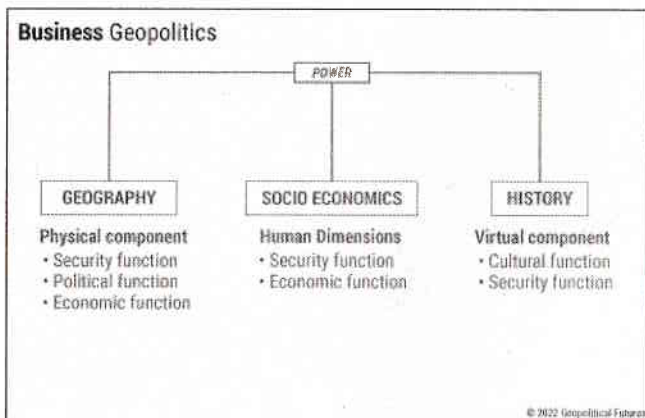 Business Geopolitics
POWER
GEOGRAPHY
Physical component
• Security function
• Political function
• Economic function
SOCIO ECONOMICS
Human Dimensions
• Security function
• Economic function
HISTORY
Virtual component
• Cultural function
• Security function
© 2022 Geopolitical Futures